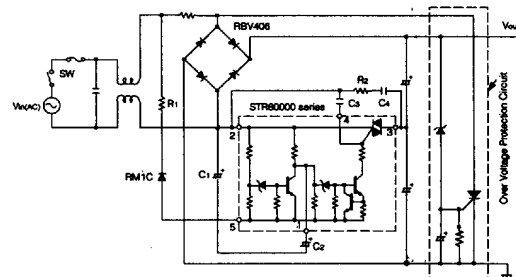 RBV406
Vout
SW
Vin(AC)
R1
R2
C3
C4
STR80000 series
2
4
3
C1
RM1C
1
5
C2
Over Voltage Protection Circuit